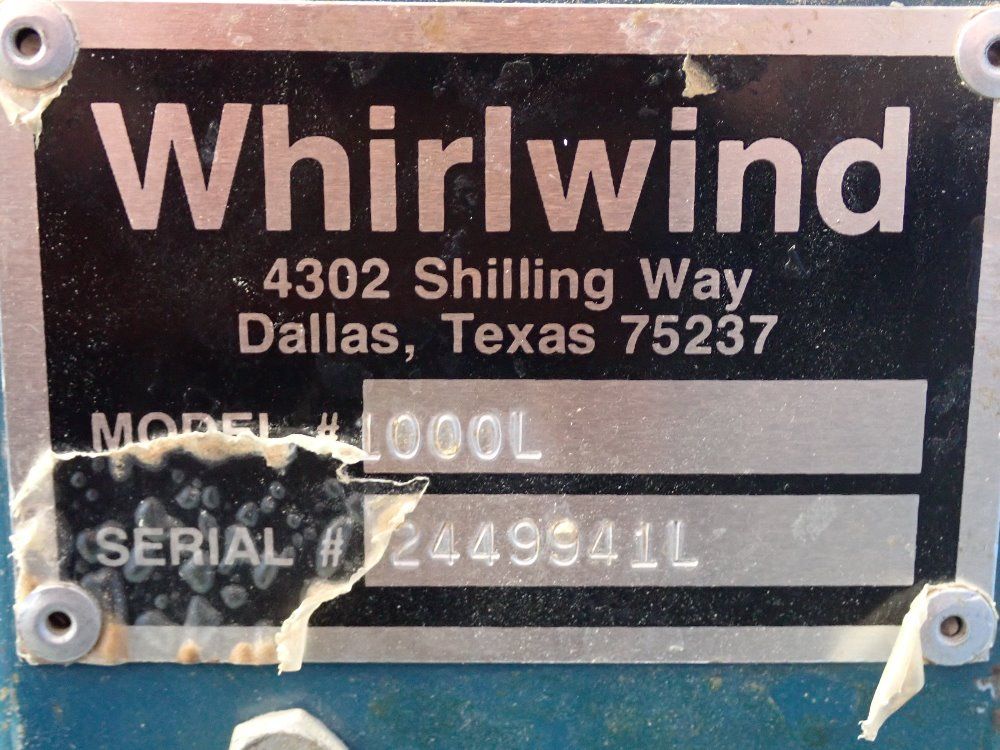 Whirlwind
4302 Shilling Way
Dallas, Texas 75237
MODEL # 1000L
SERIAL # 2449941L